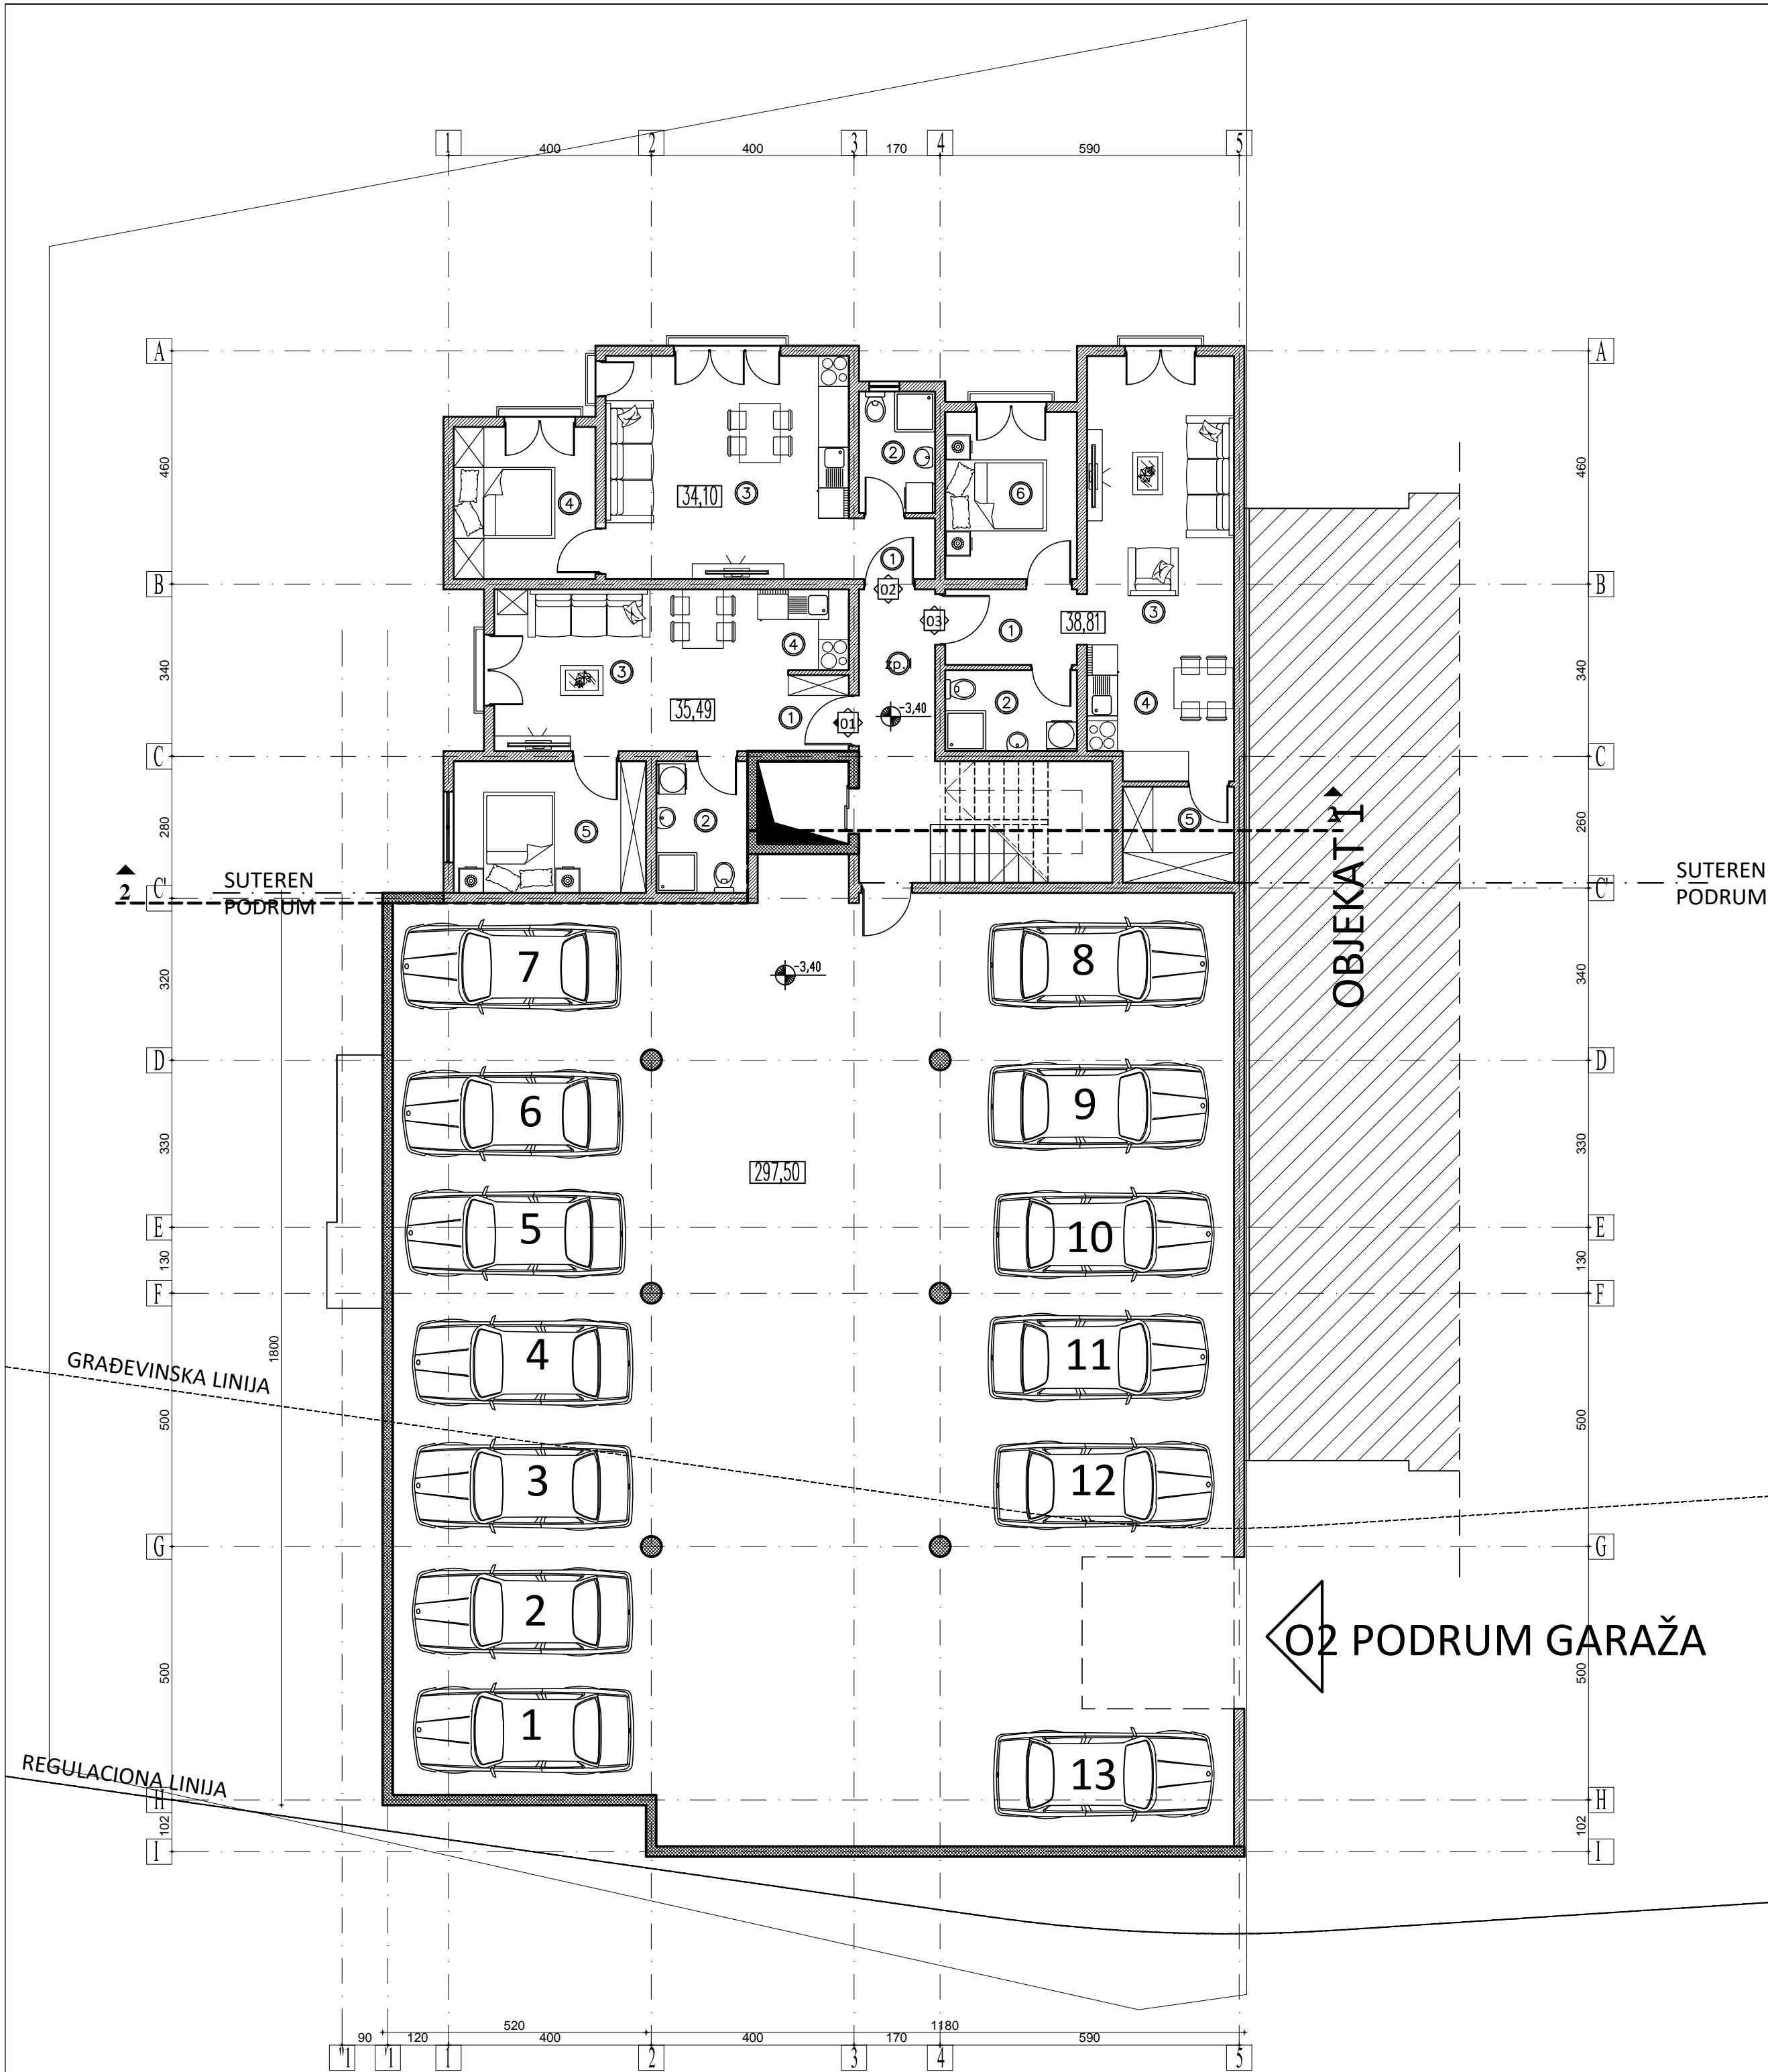 1 2 3 4 5
400 400 170 590
A A
460 460
34,10 3
2
4
6
1
B 02 B
03
38,81 3
1
4
3
zp.
340 340
2
4
35,49
1 01 -3,40
C C
280 260
5 2
5
2
OBJEKAT 1
2 C' C'
SUTEREN
PODRUM
SUTEREN
PODRUM
7 8
-3,40
320 340
D D
6 9
330 330
297,50
5 10
E E
130 130
F F
1800
4 11
GRAĐEVINSKA LINIJA
500 500
3 12
G G
2
O2 PODRUM GARAŽA
500 500
1
13
REGULACIONA LINIJA
H H
102 102
I I
520 1180
90 120 400 400 170 590
"1 '1 1 2 3 4 5